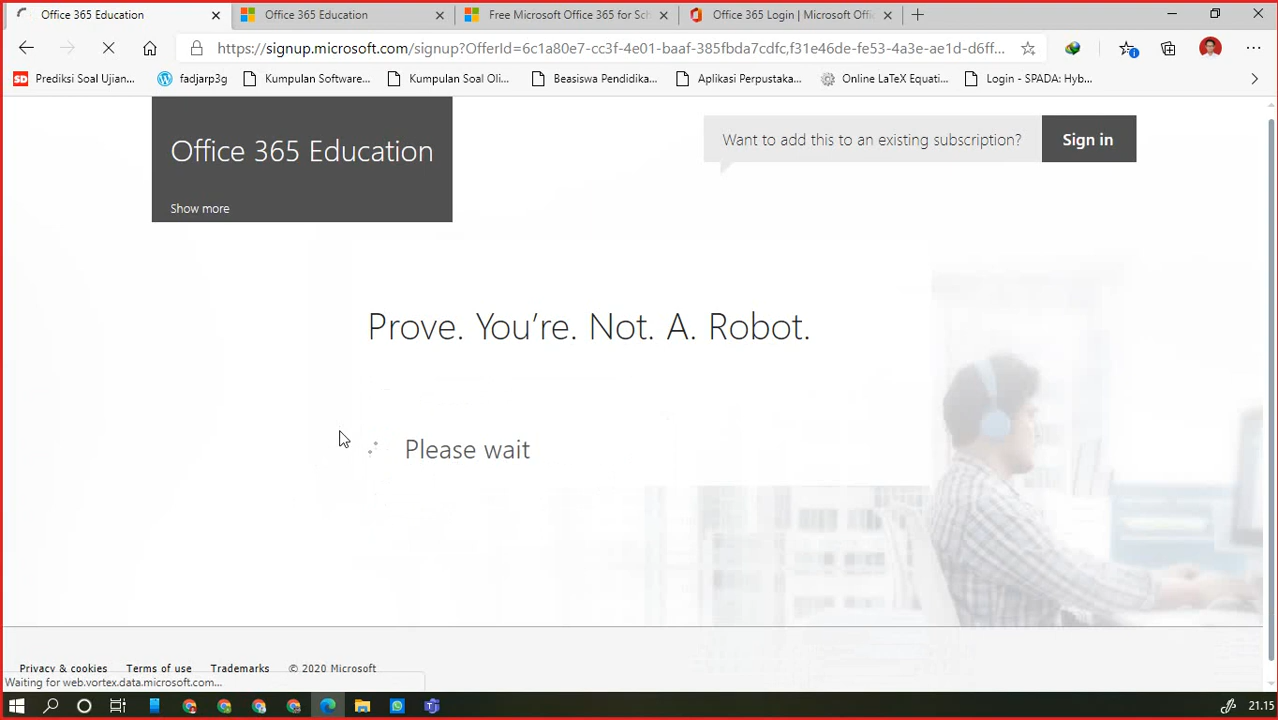 Office 365 Education
Office 365 Education
Free Microsoft Office 365 for Sch
Office 365 Login | Microsoft Offic
https://signup.microsoft.com/signup?OfferId=6c1a80e7-cc3f-4e01-baaf-385fbda7cdfc,f31e46de-fe53-4a3e-ae1d-d6ff...
SD Prediksi Soal Ujian...
fadjarp3g
Kumpulan Software...
Kumpulan Soal Oli...
Beasiswa Pendidika...
Aplikasi Perpustaka...
Online LaTeX Equati...
Login - SPADA: Hyb...
Office 365 Education
Show more
Want to add this to an existing subscription?
Sign in
Prove. You're. Not. A. Robot.
Please wait
Privacy & cookies
Terms of use
Trademarks
© 2020 Microsoft
Waiting for web.vortex.data.microsoft.com...
21.15